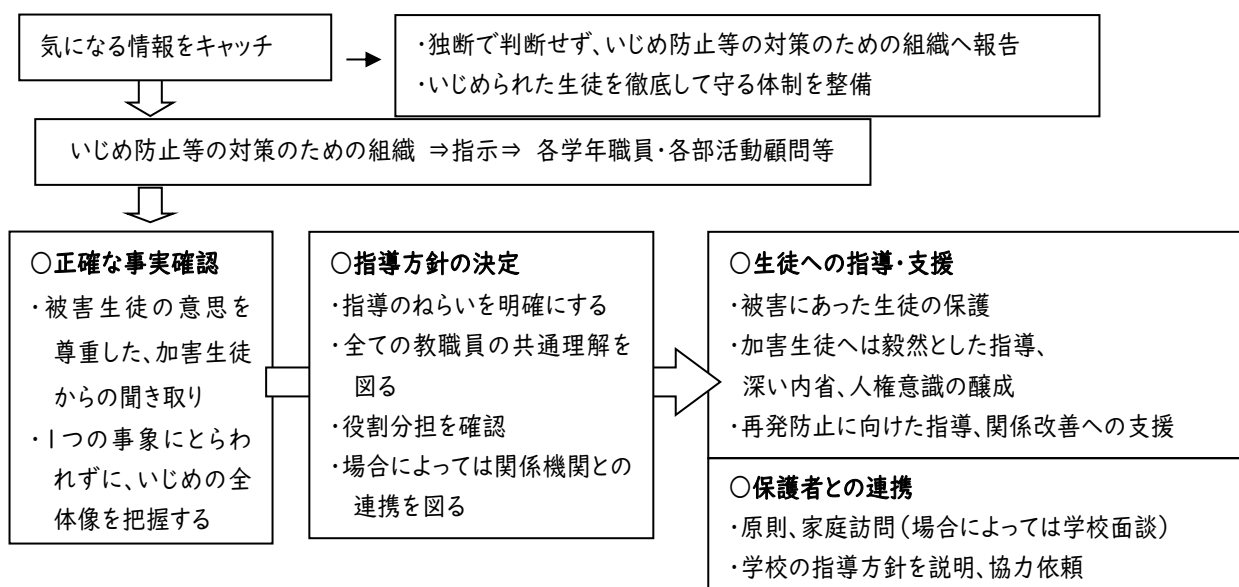 気になる情報をキャッチ
→
・独断で判断せず、いじめ防止等の対策のための組織へ報告
・いじめられた生徒を徹底して守る体制を整備
いじめ防止等の対策のための組織 ⇒指示⇒ 各学年職員・各部活動顧問等
○正確な事実確認
・被害生徒の意思を
尊重した、加害生徒
からの聞き取り
・1つの事象にとらわ
れずに、いじめの全
体像を把握する
○指導方針の決定
・指導のねらいを明確にする
・全ての教職員の共通理解を
図る
・役割分担を確認
・場合によっては関係機関との
連携を図る
○生徒への指導・支援
・被害にあった生徒の保護
・加害生徒へは毅然とした指導、
深い内省、人権意識の醸成
・再発防止に向けた指導、関係改善への支援
○保護者との連携
・原則、家庭訪問（場合によっては学校面談）
・学校の指導方針を説明、協力依頼